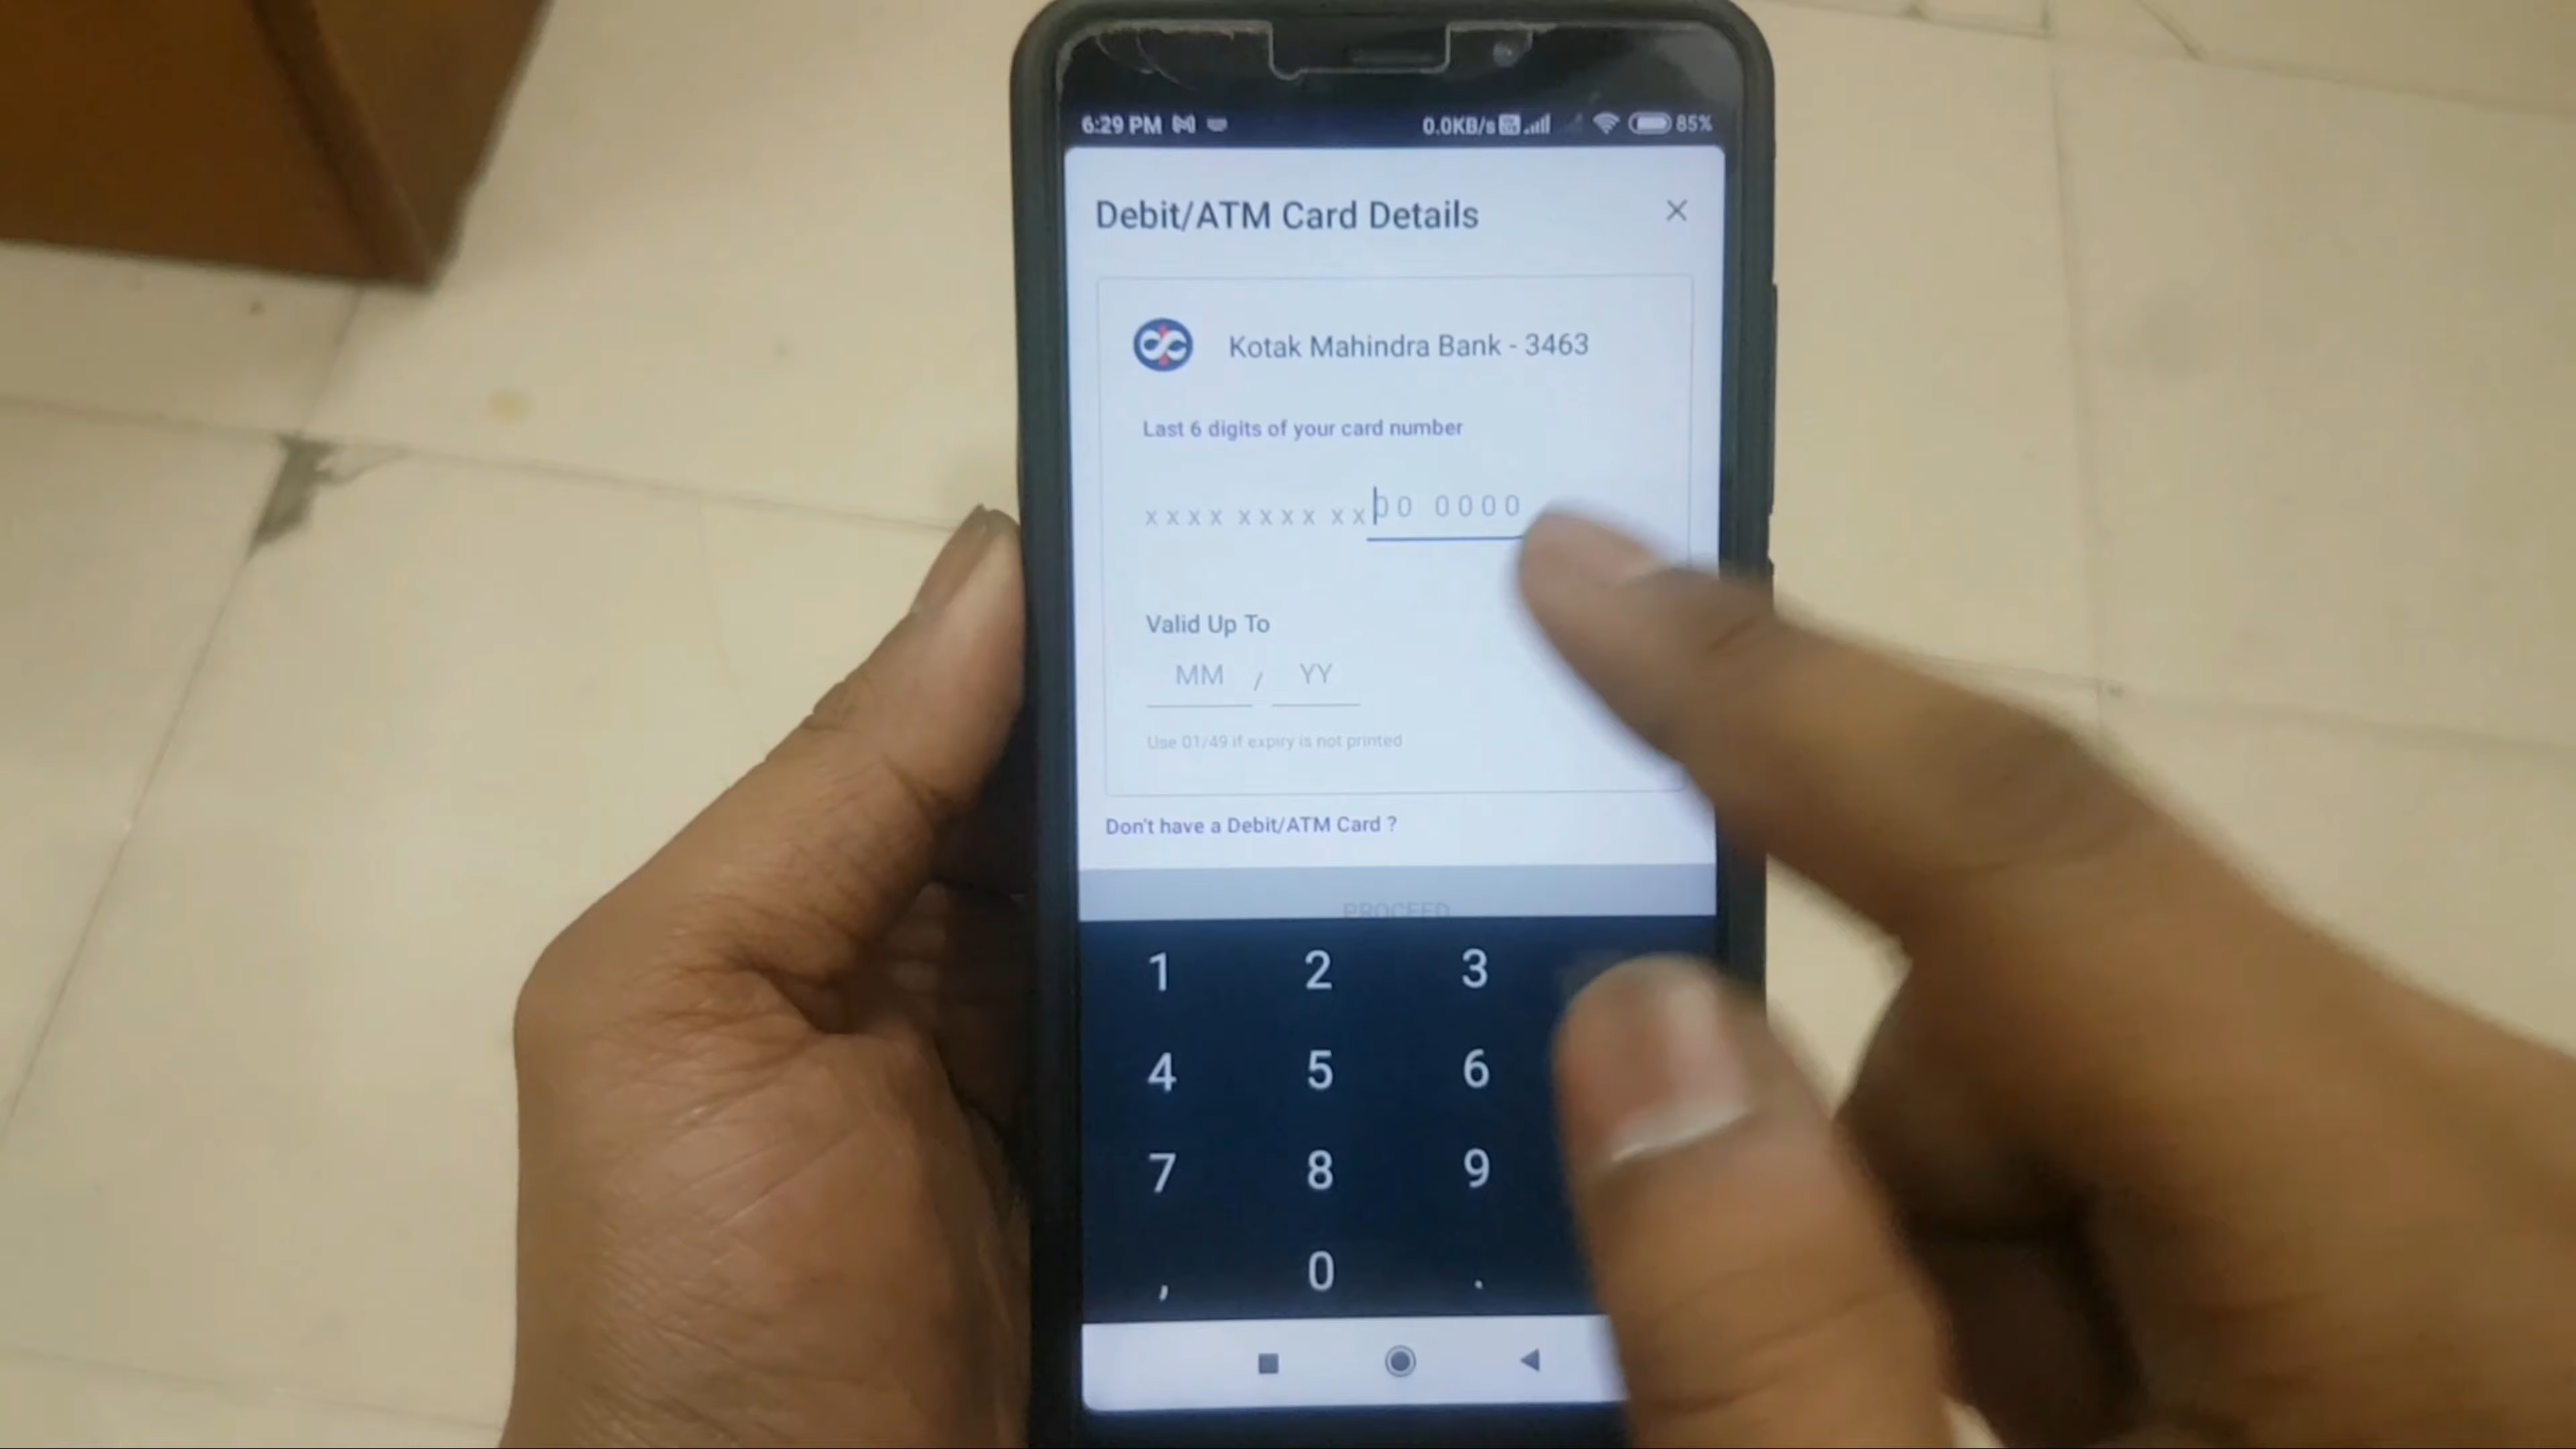 6:29 PM
0.0KB/s 85%
Debit/ATM Card Details
Kotak Mahindra Bank - 3463
Last 6 digits of your card number
xxxx xxxx xx00 0000
Valid Up To
MM / YY
Use 01/49 if expiry is not printed
Don't have a Debit/ATM Card ?
PROCEED
1 2 3
4 5 6
7 8 9
, 0 .